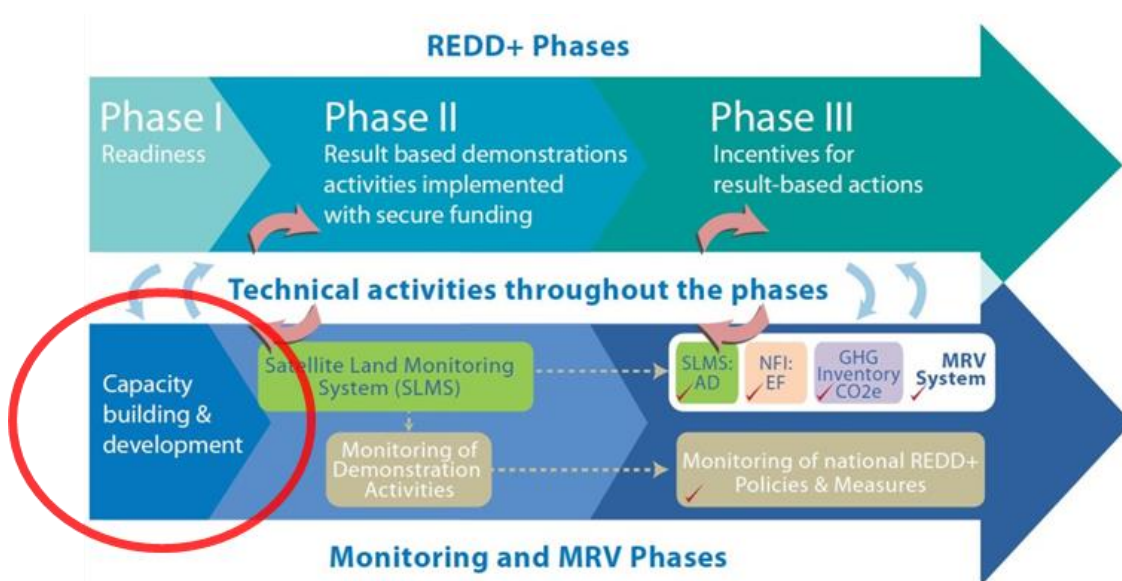 REDD+ Phases
Phase I
Readiness
Phase II
Result based demonstrations
activities implemented
with secure funding
Phase III
Incentives for
result-based actions
Technical activities throughout the phases
Capacity
building &
development
Satellite Land Monitoring
System (SLMS)
Monitoring of
Demonstration
Activities
SLMS:
AD
NFI:
EF
GHG
Inventory
CO2e
MRV
System
Monitoring of national REDD+
Policies & Measures
Monitoring and MRV Phases